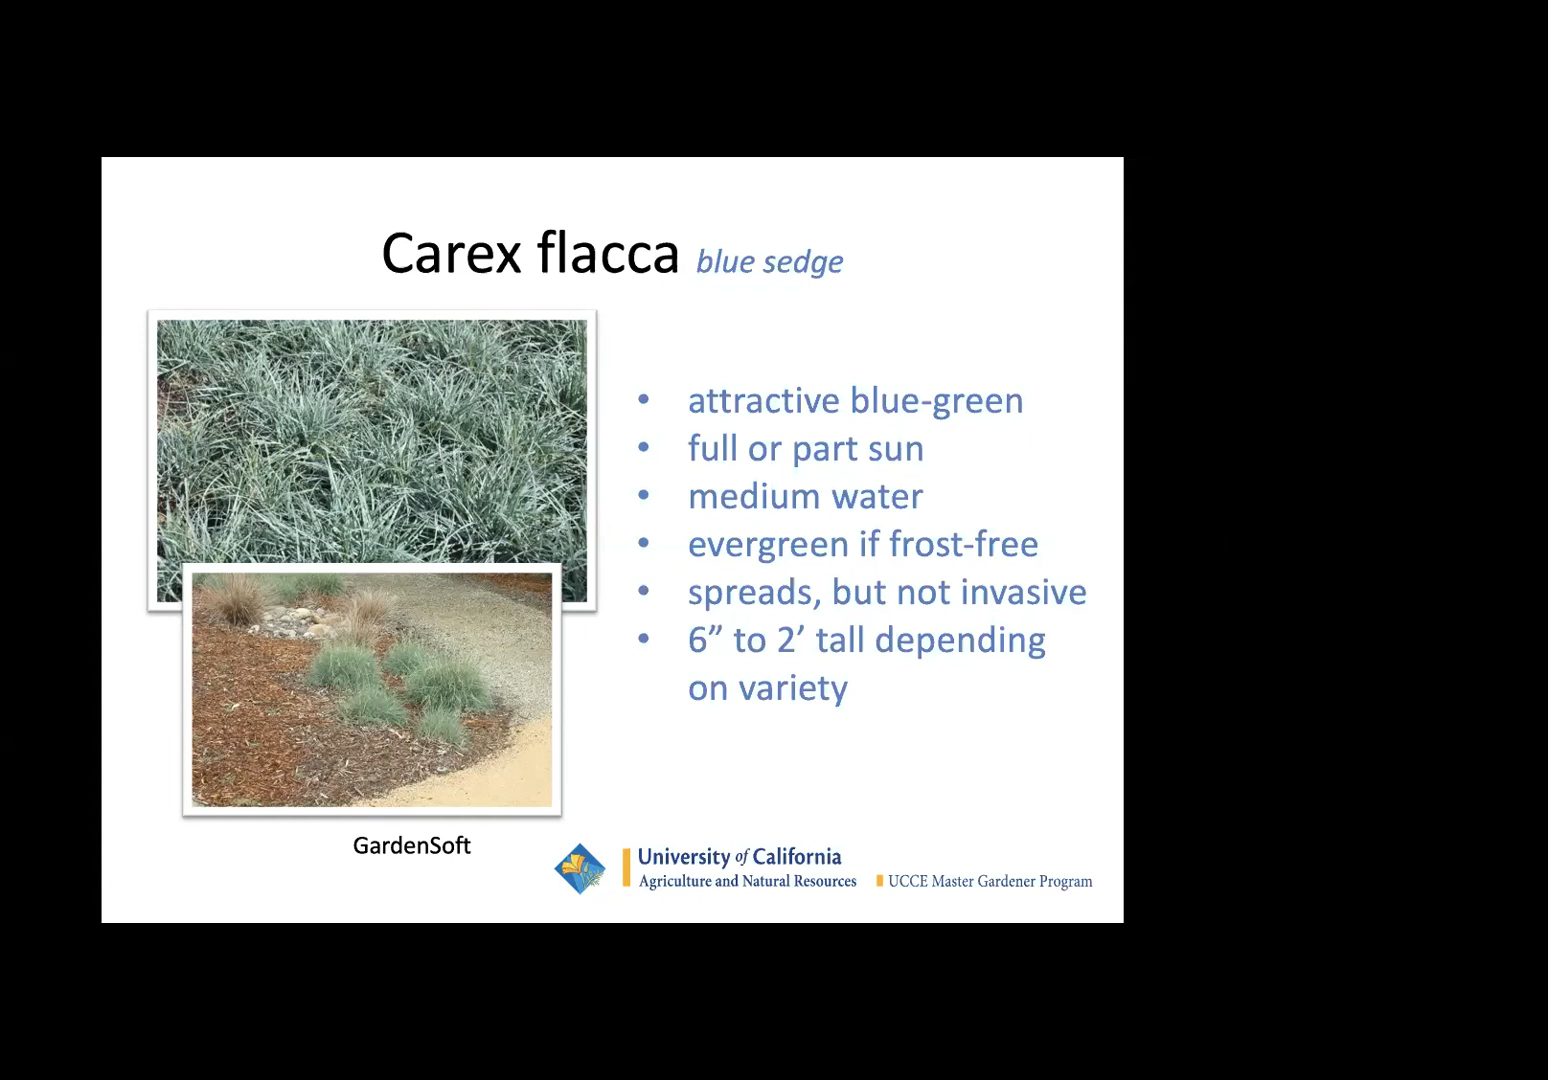 Carex flacca blue sedge
• attractive blue-green
• full or part sun
• medium water
• evergreen if frost-free
• spreads, but not invasive
• 6” to 2’ tall depending
on variety
GardenSoft
University of California
Agriculture and Natural Resources
UCCE Master Gardener Program